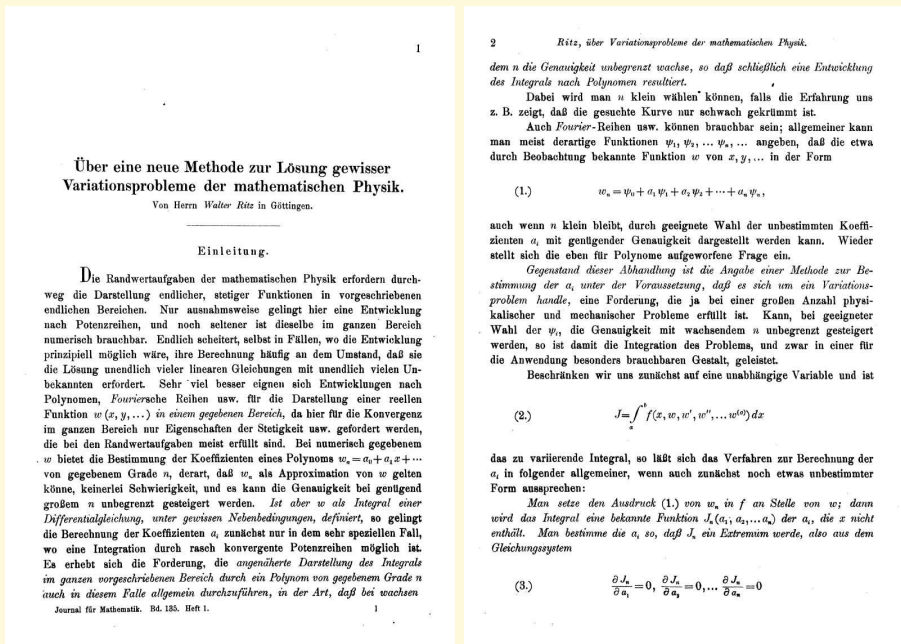 1
Über eine neue Methode zur Lösung gewisser
Variationsprobleme der mathematischen Physik.
Von Herrn Walter Ritz in Göttingen.
Einleitung.
Die Randwertaufgaben der mathematischen Physik erfordern durch-
weg die Darstellung endlicher, stetiger Funktionen in vorgeschriebenen
endlichen Bereichen. Nur ausnahmsweise gelingt hier eine Entwicklung
nach Potenzreihen, und noch seltener ist dieselbe im ganzen Bereich
numerisch brauchbar. Endlich scheitert, selbst in Fällen, wo die Entwicklung
prinzipiell möglich wäre, ihre Berechnung häufig an dem Umstand, daß sie
die Lösung unendlich vieler linearen Gleichungen mit unendlich vielen Un-
bekannten erfordert. Sehr viel besser eignen sich Entwicklungen nach
Polynomen, Fouriersche Reihen usw. für die Darstellung einer reellen
Funktion w (x, y, ...) in einem gegebenen Bereich, da hier für die Konvergenz
im ganzen Bereich nur Eigenschaften der Stetigkeit usw. gefordert werden,
die bei den Randwertaufgaben meist erfüllt sind. Bei numerisch gegebenem
w bietet die Bestimmung der Koeffizienten eines Polynoms wₙ = a₀ + a₁ x + ···
von gegebenem Grade n, derart, daß wₙ als Approximation von w gelten
könne, keinerlei Schwierigkeit, und es kann die Genauigkeit bei genügend
großem n unbegrenzt gesteigert werden. Ist aber w als Integral einer
Differentialgleichung, unter gewissen Nebenbedingungen, definiert, so gelingt
die Berechnung der Koeffizienten aᵢ zunächst nur in dem sehr speziellen Fall,
wo eine Integration durch rasch konvergente Potenzreihen möglich ist.
Es erhebt sich die Forderung, die angenäherte Darstellung des Integrals
im ganzen vorgeschriebenen Bereich durch ein Polynom von gegebenem Grade n
auch in diesem Falle allgemein durchzuführen, in der Art, daß bei wachsen
Journal für Mathematik. Bd. 135. Heft 1. 1
2 Ritz, über Variationsprobleme der mathematischen Physik.
dem n die Genauigkeit unbegrenzt wachse, so daß schließlich eine Entwicklung
des Integrals nach Polynomen resultiert.
Dabei wird man n klein wählen können, falls die Erfahrung uns
z. B. zeigt, daß die gesuchte Kurve nur schwach gekrümmt ist.
Auch Fourier-Reihen usw. können brauchbar sein; allgemeiner kann
man meist derartige Funktionen ψ₁, ψ₂, ... ψₙ, ... angeben, daß die etwa
durch Beobachtung bekannte Funktion w von x, y, ... in der Form
(1.) wₙ = ψ₀ + a₁ ψ₁ + a₂ ψ₂ + ··· + aₙ ψₙ,
auch wenn n klein bleibt, durch geeignete Wahl der unbestimmten Koeffi-
zienten aᵢ mit genügender Genauigkeit dargestellt werden kann. Wieder
stellt sich die eben für Polynome aufgeworfene Frage ein.
Gegenstand dieser Abhandlung ist die Angabe einer Methode zur Be-
stimmung der aᵢ unter der Voraussetzung, daß es sich um ein Variations-
problem handle, eine Forderung, die ja bei einer großen Anzahl physi-
kalischer und mechanischer Probleme erfüllt ist. Kann, bei geeigneter
Wahl der ψᵢ, die Genauigkeit mit wachsendem n unbegrenzt gesteigert
werden, so ist damit die Integration des Problems, und zwar in einer für
die Anwendung besonders brauchbaren Gestalt, geleistet.
Beschränken wir uns zunächst auf eine unabhängige Variable und ist
(2.) J = ∫ₐᵇ f(x, w, w′, w″, ... w⁽ᵒ⁾) dx
das zu variierende Integral, so läßt sich das Verfahren zur Berechnung der
aᵢ in folgender allgemeiner, wenn auch zunächst noch etwas unbestimmter
Form aussprechen:
Man setze den Ausdruck (1.) von wₙ in f an Stelle von w; dann
wird das Integral eine bekannte Funktion Jₙ (a₁, a₂, ... aₙ) der aᵢ, die x nicht
enthält. Man bestimme die aᵢ so, daß Jₙ ein Extremum werde, also aus dem
Gleichungssystem
(3.) ∂Jₙ/∂a₁ = 0, ∂Jₙ/∂a₂ = 0, ... ∂Jₙ/∂aₙ = 0